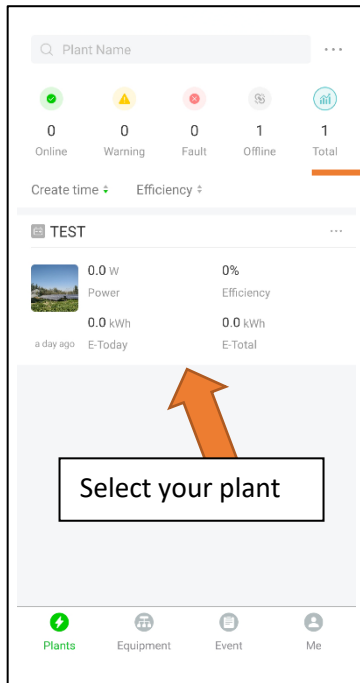 Plant Name
0 0 0 1 1
Online Warning Fault Offline Total
Create time Efficiency
TEST
0.0 W 0%
Power Efficiency
0.0 kWh 0.0 kWh
a day ago E-Today E-Total
Select your plant
Plants Equipment Event Me